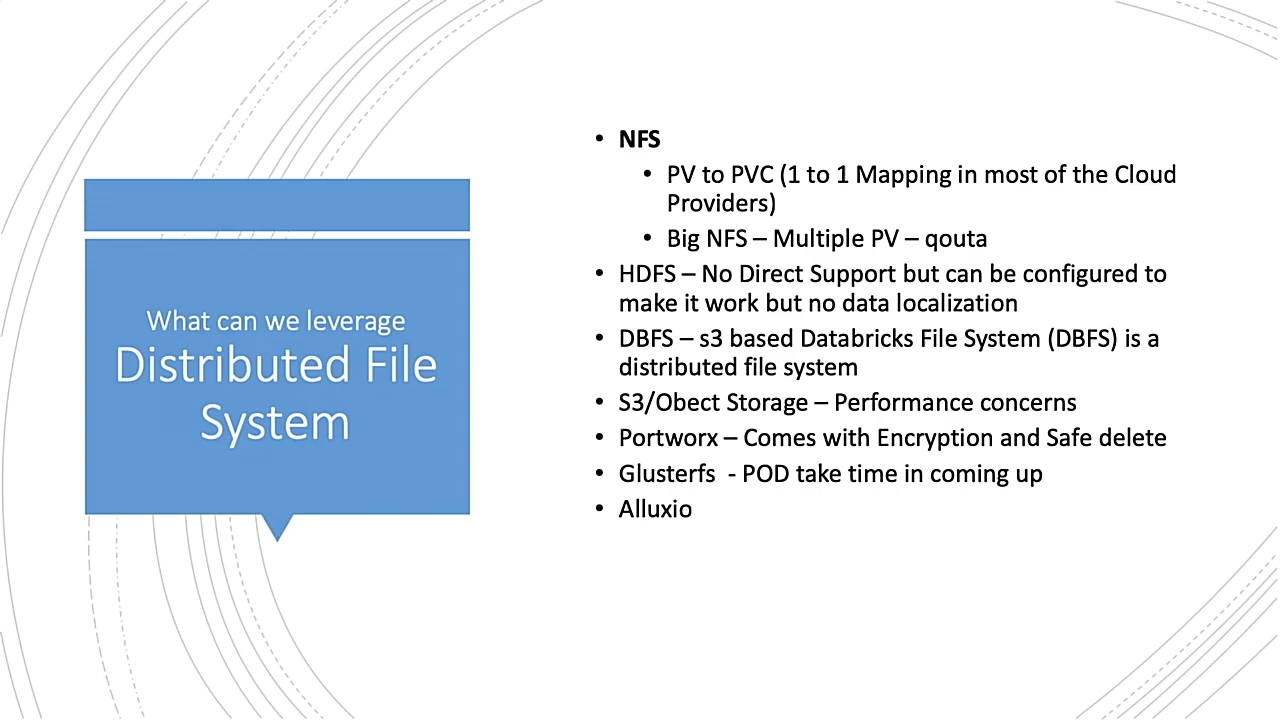 What can we leverage
Distributed File
System
• NFS
• PV to PVC (1 to 1 Mapping in most of the Cloud
Providers)
• Big NFS – Multiple PV – qouta
• HDFS – No Direct Support but can be configured to
make it work but no data localization
• DBFS – s3 based Databricks File System (DBFS) is a
distributed file system
• S3/Obect Storage – Performance concerns
• Portworx – Comes with Encryption and Safe delete
• Glusterfs  - POD take time in coming up
• Alluxio